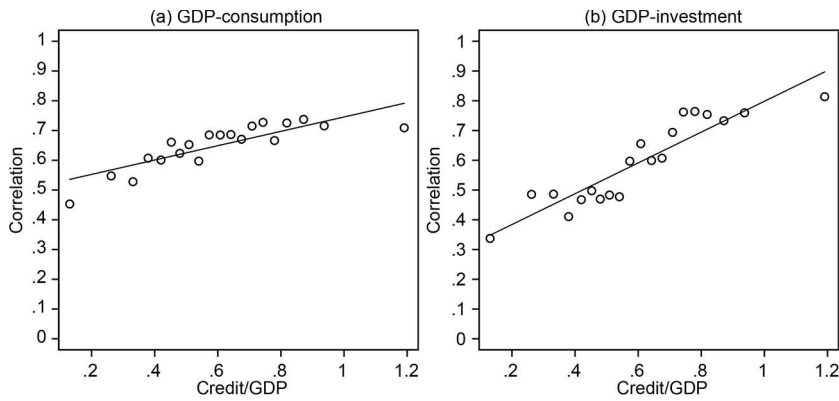 (a) GDP-consumption
1
.9
.8
.7
.6
.5
.4
.3
.2
.1
0
Correlation
.2 .4 .6 .8 1 1.2
Credit/GDP
(b) GDP-investment
1
.9
.8
.7
.6
.5
.4
.3
.2
.1
0
Correlation
.2 .4 .6 .8 1 1.2
Credit/GDP